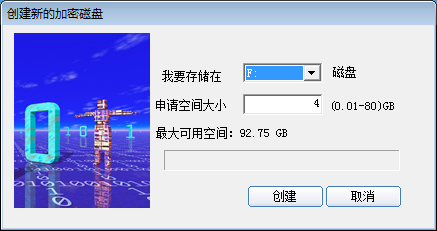 创建新的加密磁盘
我要存储在 F: 磁盘
申请空间大小 4 (0.01-80)GB
最大可用空间：92.75 GB
创建 取消